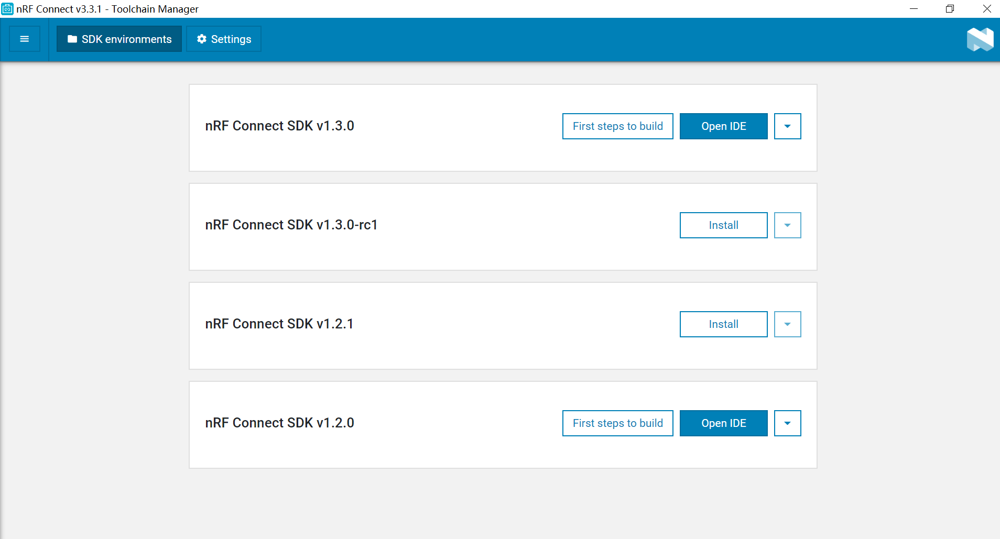 nRF Connect v3.3.1 - Toolchain Manager
SDK environments
Settings
nRF Connect SDK v1.3.0
First steps to build
Open IDE
nRF Connect SDK v1.3.0-rc1
Install
nRF Connect SDK v1.2.1
Install
nRF Connect SDK v1.2.0
First steps to build
Open IDE